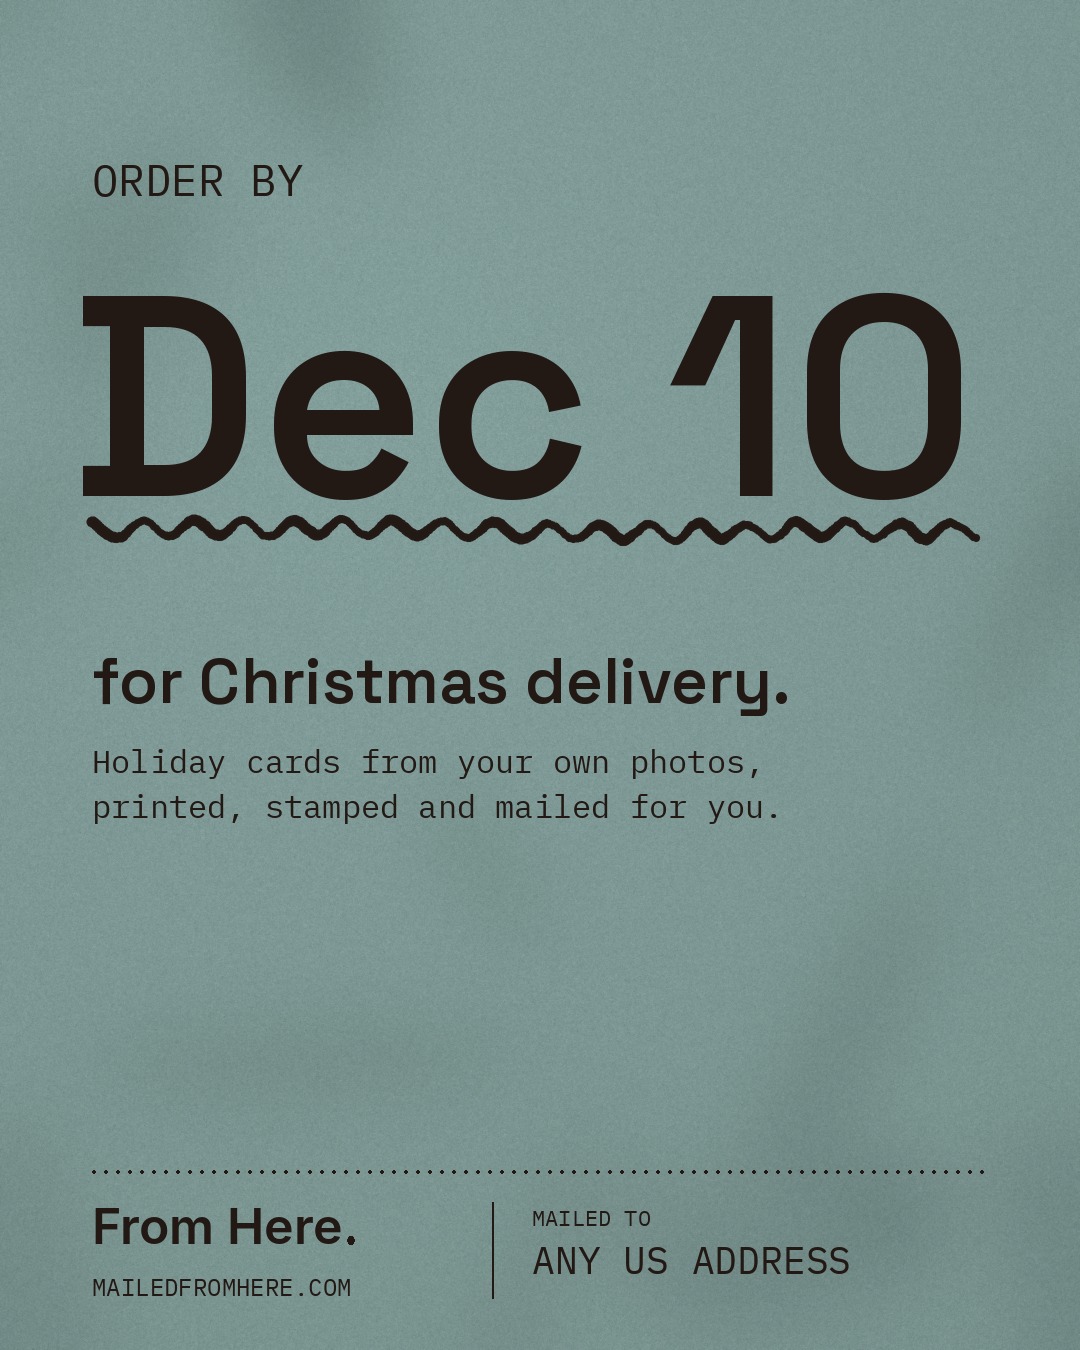 ORDER BY
Dec 10
for Christmas delivery.
Holiday cards from your own photos,
printed, stamped and mailed for you.
From Here.
MAILEDFROMHERE.COM
MAILED TO
ANY US ADDRESS